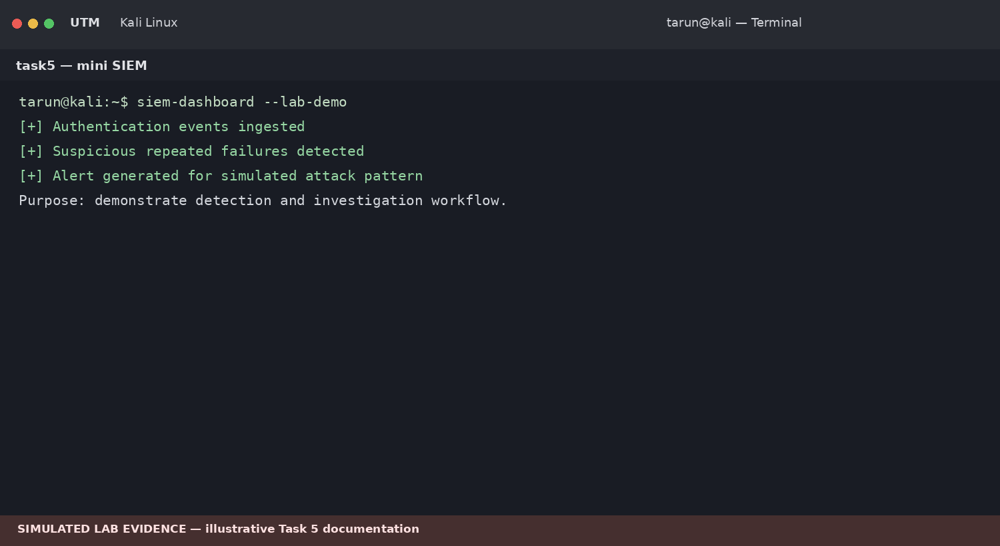 UTM Kali Linux tarun@kali — Terminal
task5 — mini SIEM
tarun@kali:~$ siem-dashboard --lab-demo
[+] Authentication events ingested
[+] Suspicious repeated failures detected
[+] Alert generated for simulated attack pattern
Purpose: demonstrate detection and investigation workflow.
SIMULATED LAB EVIDENCE — illustrative Task 5 documentation